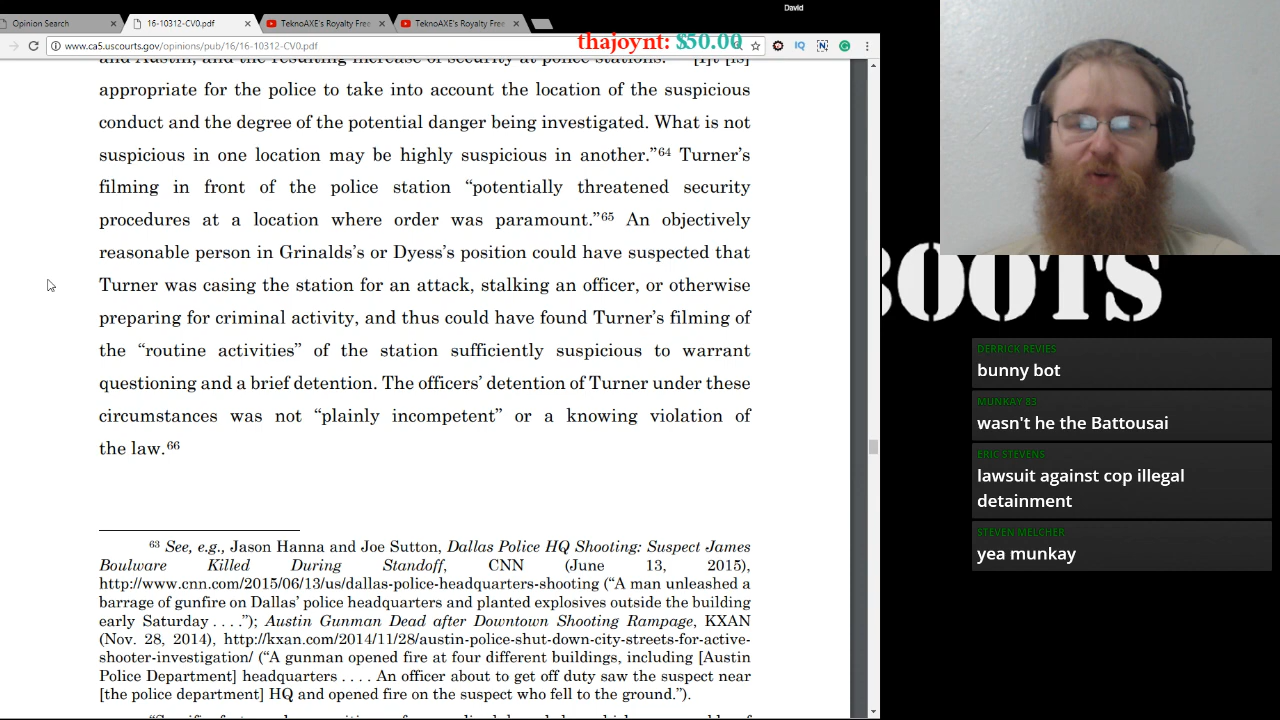 David
Opinion Search
16-10312-CV0.pdf
TeknoAXE's Royalty Free
TeknoAXE's Royalty Free
www.ca5.uscourts.gov/opinions/pub/16/16-10312-CV0.pdf
thajoynt: $50.00
and Austin, and the resulting increase of security at police stations. "[I]t [is]
appropriate for the police to take into account the location of the suspicious
conduct and the degree of the potential danger being investigated. What is not
suspicious in one location may be highly suspicious in another."64 Turner's
filming in front of the police station "potentially threatened security
procedures at a location where order was paramount."65 An objectively
reasonable person in Grinalds's or Dyess's position could have suspected that
Turner was casing the station for an attack, stalking an officer, or otherwise
preparing for criminal activity, and thus could have found Turner's filming of
the "routine activities" of the station sufficiently suspicious to warrant
questioning and a brief detention. The officers' detention of Turner under these
circumstances was not "plainly incompetent" or a knowing violation of
the law.66
63 See, e.g., Jason Hanna and Joe Sutton, Dallas Police HQ Shooting: Suspect James
Boulware Killed During Standoff, CNN (June 13, 2015),
http://www.cnn.com/2015/06/13/us/dallas-police-headquarters-shooting ("A man unleashed a
barrage of gunfire on Dallas' police headquarters and planted explosives outside the building
early Saturday . . . ."); Austin Gunman Dead after Downtown Shooting Rampage, KXAN
(Nov. 28, 2014), http://kxan.com/2014/11/28/austin-police-shut-down-city-streets-for-active-
shooter-investigation/ ("A gunman opened fire at four different buildings, including [Austin
Police Department] headquarters . . . . An officer about to get off duty saw the suspect near
[the police department] HQ and opened fire on the suspect who fell to the ground.").
BOOTS
DERRICK REVIES
bunny bot
MUNKAY 83
wasn't he the Battousai
ERIC STEVENS
lawsuit against cop illegal
detainment
STEVEN MELCHER
yea munkay